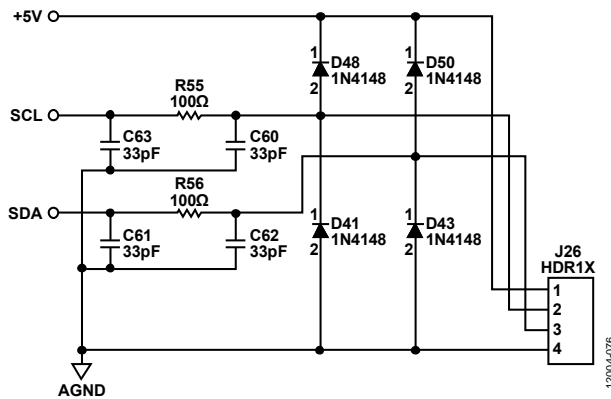 +5V
1
D48
1N4148
2
1
D50
1N4148
2
R55
100Ω
SCL
C63
33pF
C60
33pF
R56
100Ω
SDA
C61
33pF
C62
33pF
1
D41
1N4148
2
1
D43
1N4148
2
J26
HDR1X
1
2
3
4
AGND
12004-076